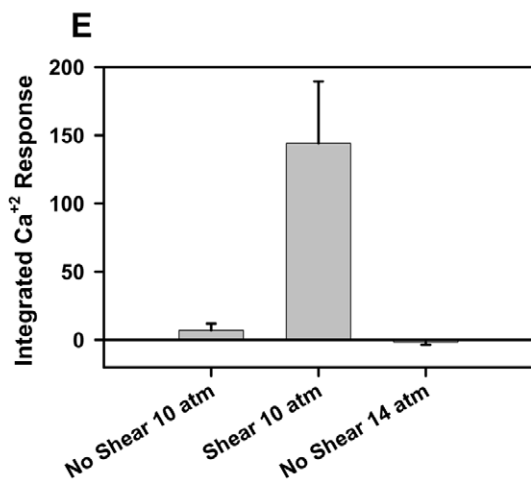 E
Integrated Ca+2 Response
200
150
100
50
0
No Shear 10 atm
Shear 10 atm
No Shear 14 atm